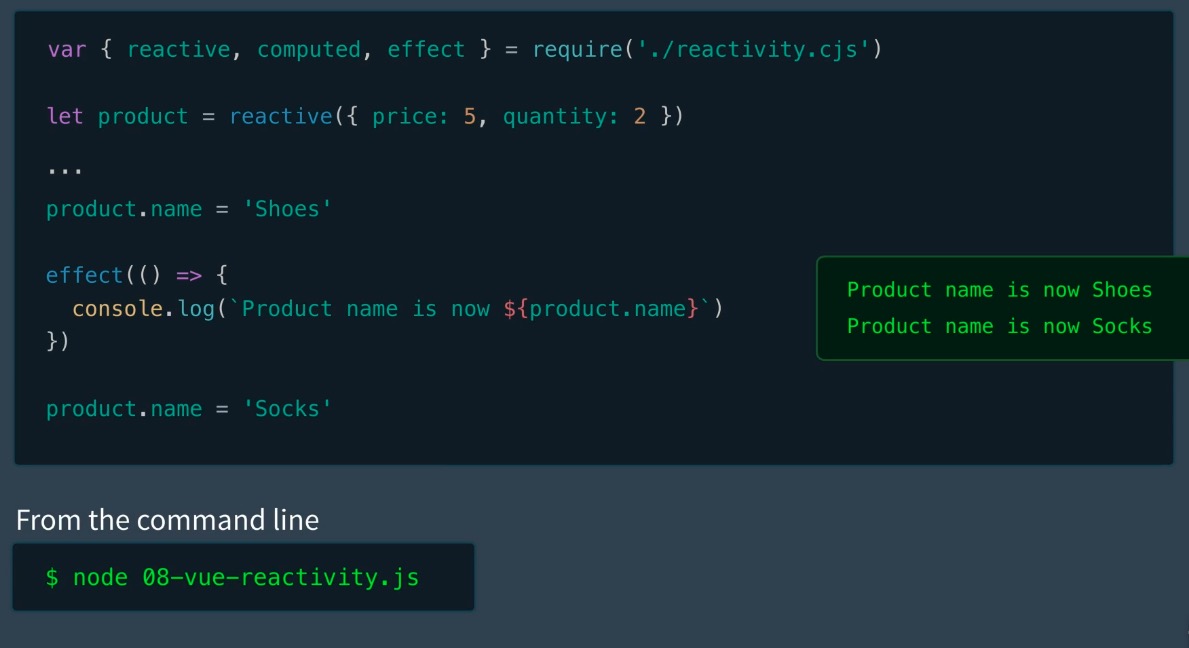 var { reactive, computed, effect } = require('./reactivity.cjs')
let product = reactive({ price: 5, quantity: 2 })
...
product.name = 'Shoes'
effect(() => {
  console.log(`Product name is now ${product.name}`)
})
product.name = 'Socks'
Product name is now Shoes
Product name is now Socks
From the command line
$ node 08-vue-reactivity.js